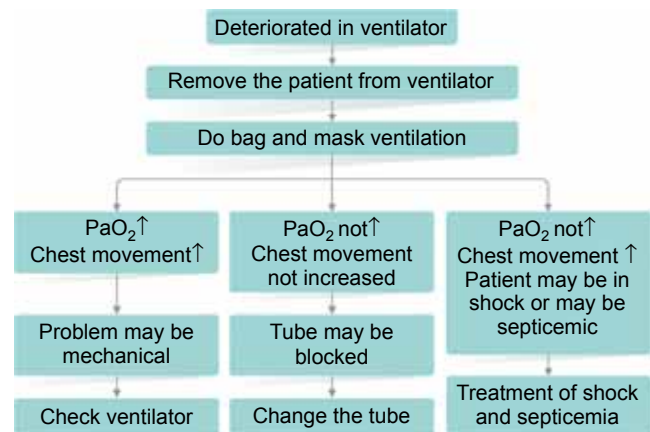 Deteriorated in ventilator
Remove the patient from ventilator
Do bag and mask ventilation
PaO₂↑
Chest movement↑
Problem may be
mechanical
Check ventilator
PaO₂ not↑
Chest movement
not increased
Tube may be
blocked
Change the tube
PaO₂ not↑
Chest movement ↑
Patient may be in
shock or may be
septicemic
Treatment of shock
and septicemia